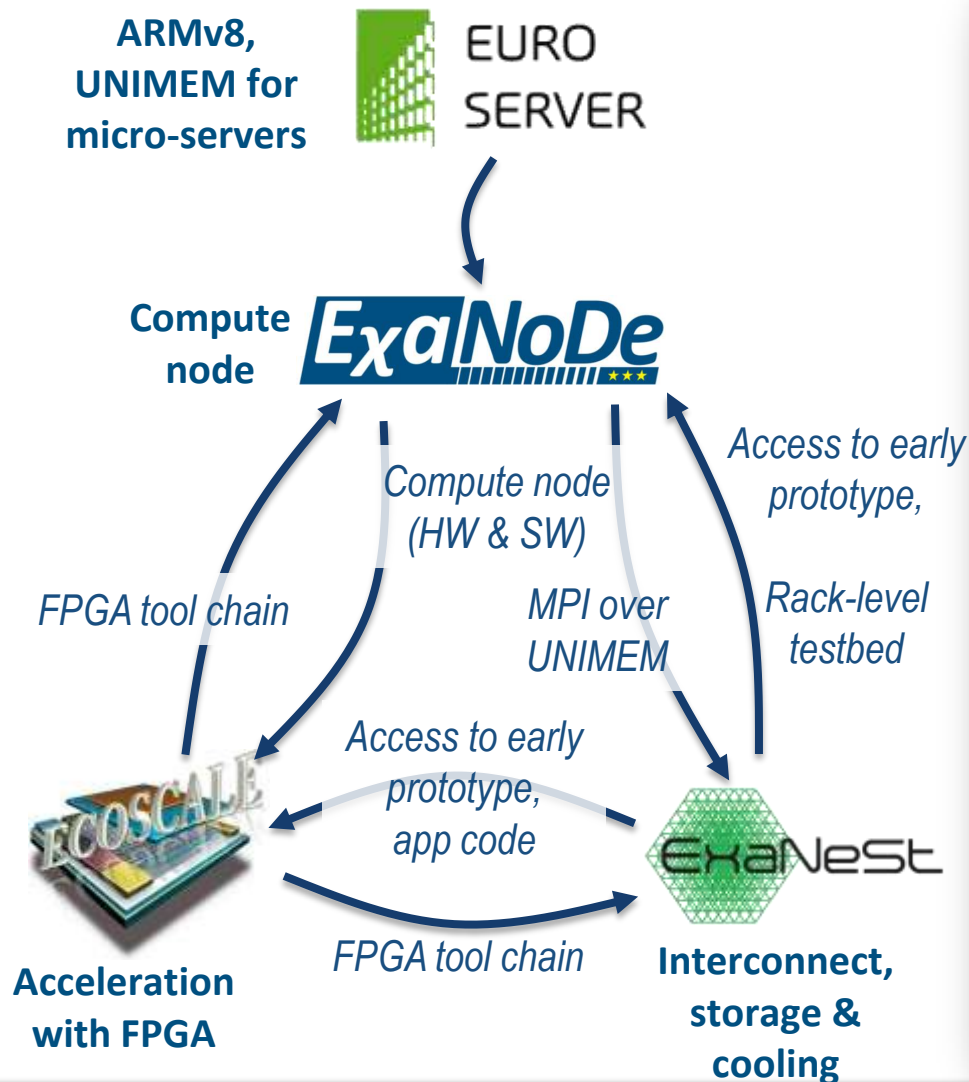 ARMv8,
UNIMEM for
micro-servers
EURO
SERVER
Compute
node
ExaNoDe
Access to early
prototype,
Compute node
(HW & SW)
FPGA tool chain
MPI over
UNIMEM
Rack-level
testbed
Access to early
prototype,
app code
ECOSCALE
ExaNeSt
FPGA tool chain
Acceleration
with FPGA
Interconnect,
storage &
cooling